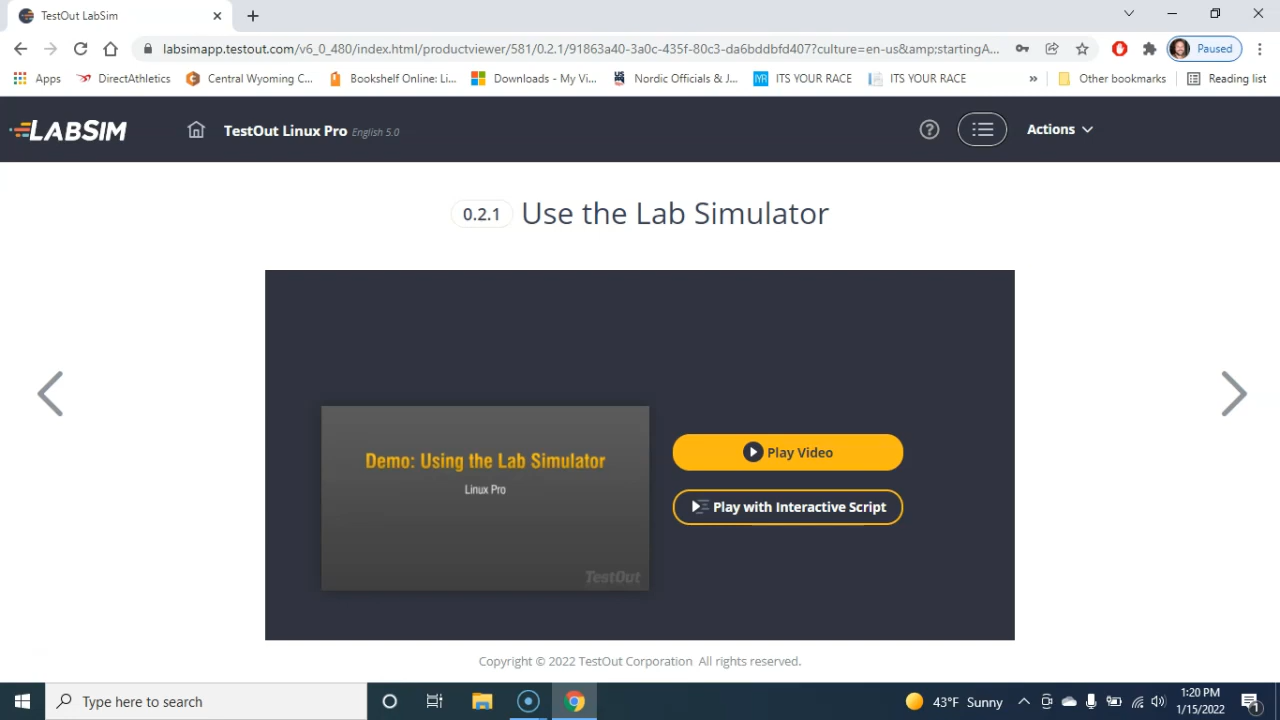 TestOut LabSim
labsimapp.testout.com/v6_0_480/index.html/productviewer/581/0.2.1/91863a40-3a0c-435f-80c3-da6bddbfd407?culture=en-us&amp;startingA...
Paused
Apps
DirectAthletics
Central Wyoming C...
Bookshelf Online: Li...
Downloads - My Vi...
Nordic Officials & J...
IYR ITS YOUR RACE
ITS YOUR RACE
»
Other bookmarks
Reading list
LABSIM
TestOut Linux Pro English 5.0
?
Actions
0.2.1 Use the Lab Simulator
Demo: Using the Lab Simulator
Linux Pro
TestOut
Play Video
Play with Interactive Script
Copyright © 2022 TestOut Corporation All rights reserved.
Type here to search
43°F Sunny
1:20 PM
1/15/2022
1